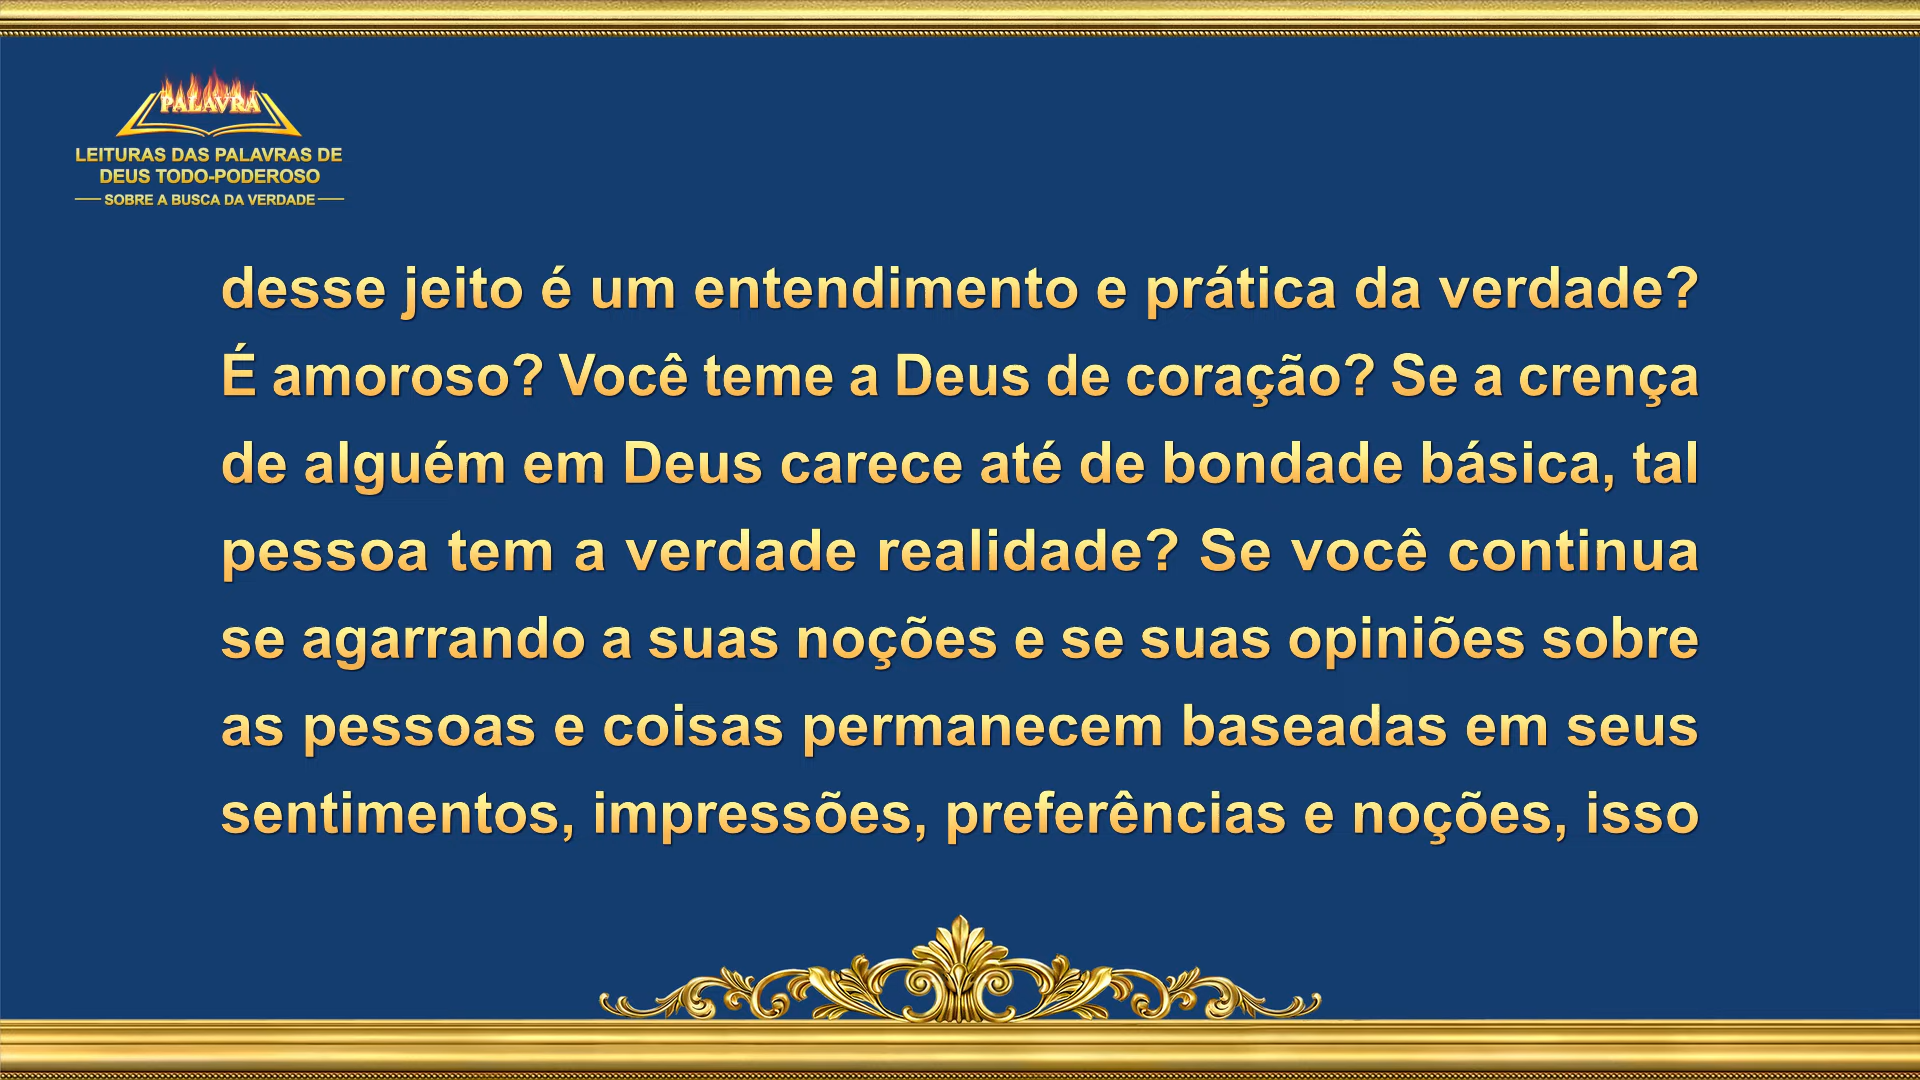 PALAVRA
LEITURAS DAS PALAVRAS DE
DEUS TODO-PODEROSO
SOBRE A BUSCA DA VERDADE
desse jeito é um entendimento e prática da verdade?
É amoroso? Você teme a Deus de coração? Se a crença
de alguém em Deus carece até de bondade básica, tal
pessoa tem a verdade realidade? Se você continua
se agarrando a suas noções e se suas opiniões sobre
as pessoas e coisas permanecem baseadas em seus
sentimentos, impressões, preferências e noções, isso